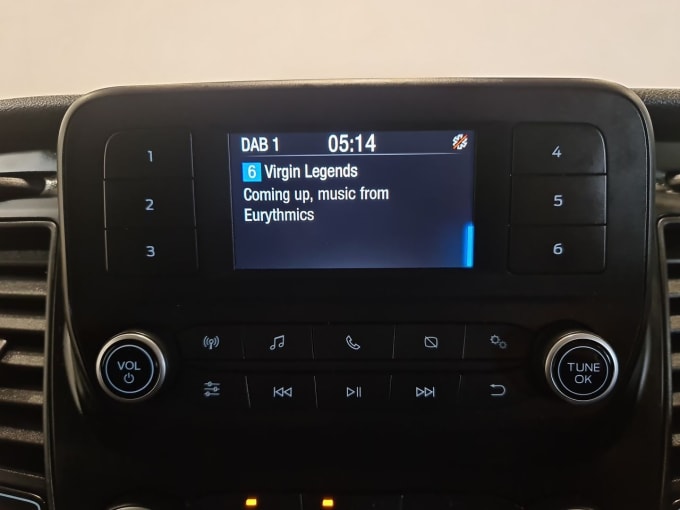 DAB 1 05:14
6 Virgin Legends
Coming up, music from
Eurythmics
1
2
3
4
5
6
VOL
TUNE
OK